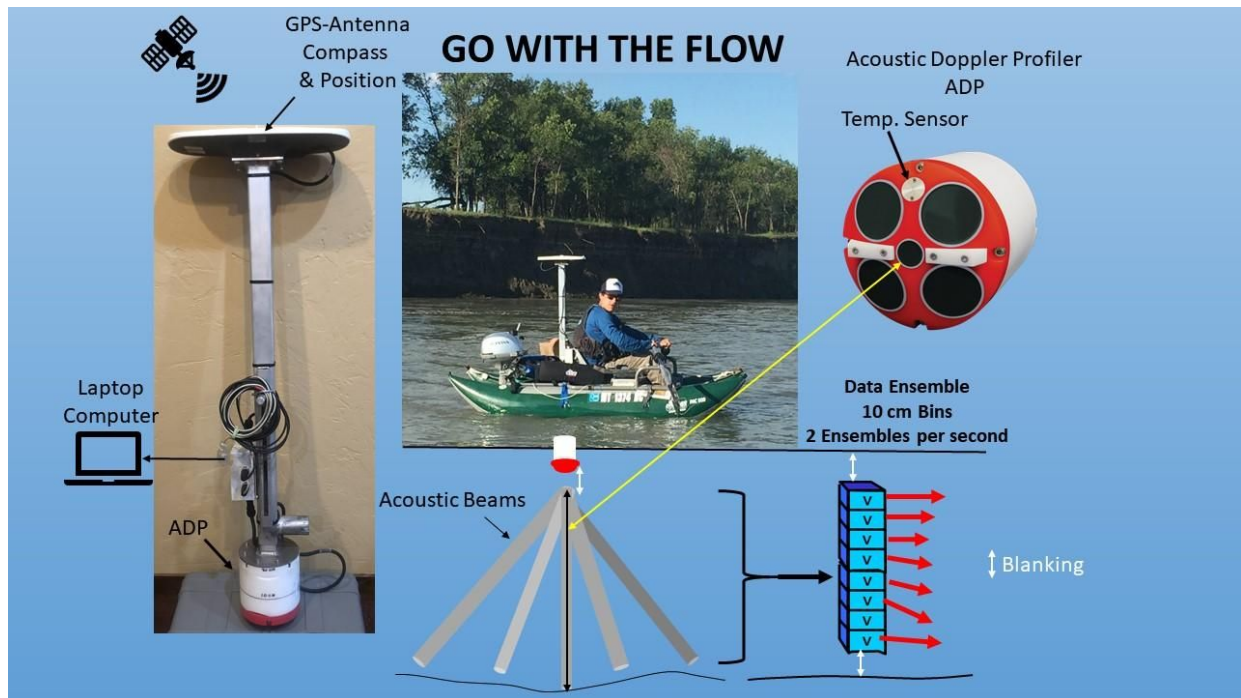 GPS-Antenna
Compass
& Position
GO WITH THE FLOW
Acoustic Doppler Profiler
ADP
Temp. Sensor
Laptop
Computer
ADP
Acoustic Beams
Data Ensemble
10 cm Bins
2 Ensembles per second
V
V
V
V
V
V
V
V
Blanking